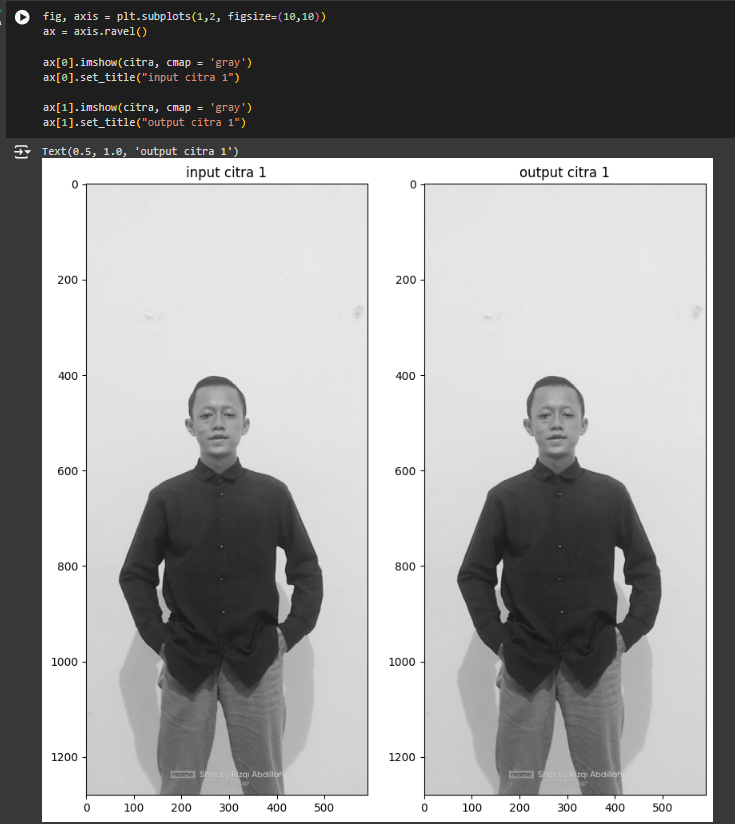 fig, axis = plt.subplots(1,2, figsize=(10,10))
ax = axis.ravel()
ax[0].imshow(citra, cmap = 'gray')
ax[0].set_title("input citra 1")
ax[1].imshow(citra, cmap = 'gray')
ax[1].set_title("output citra 1")
Text(0.5, 1.0, 'output citra 1')
input citra 1
0
200
400
600
800
1000
1200
realme Shot by Rizqi Abdillah
0 100 200 300 400 500
output citra 1
0
200
400
600
800
1000
1200
realme Shot by Rizqi Abdillah
0 100 200 300 400 500